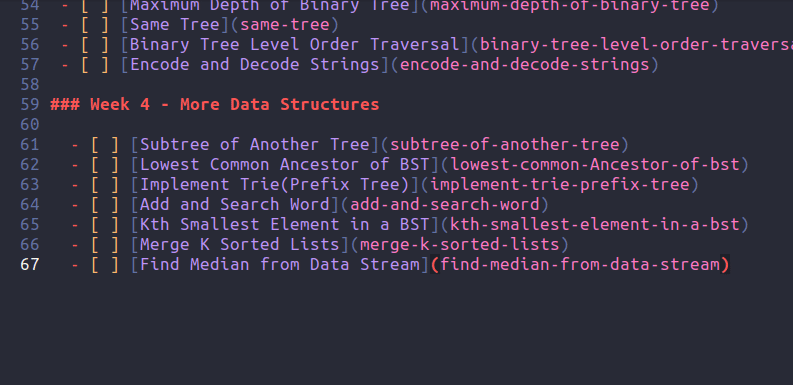 54 - [ ] [Maximum Depth of Binary Tree](maximum-depth-of-binary-tree)
55 - [ ] [Same Tree](same-tree)
56 - [ ] [Binary Tree Level Order Traversal](binary-tree-level-order-traversa
57 - [ ] [Encode and Decode Strings](encode-and-decode-strings)
58
59 ### Week 4 - More Data Structures
60
61 - [ ] [Subtree of Another Tree](subtree-of-another-tree)
62 - [ ] [Lowest Common Ancestor of BST](lowest-common-Ancestor-of-bst)
63 - [ ] [Implement Trie(Prefix Tree)](implement-trie-prefix-tree)
64 - [ ] [Add and Search Word](add-and-search-word)
65 - [ ] [Kth Smallest Element in a BST](kth-smallest-element-in-a-bst)
66 - [ ] [Merge K Sorted Lists](merge-k-sorted-lists)
67 - [ ] [Find Median from Data Stream](find-median-from-data-stream)